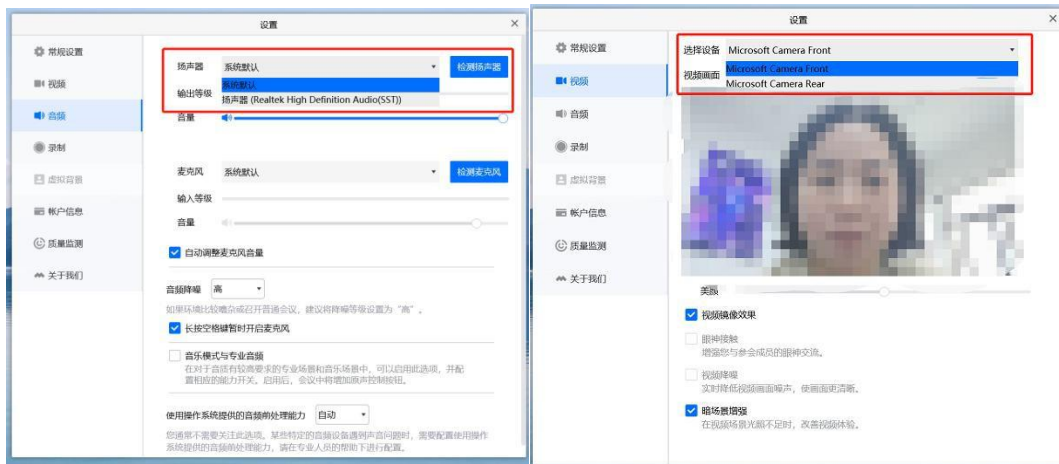 设置
常规设置
视频
音频
录制
虚拟背景
帐户信息
质量监测
关于我们
扬声器
系统默认
检测扬声器
系统默认
输出等级
扬声器 (Realtek High Definition Audio(SST))
音量
麦克风
系统默认
检测麦克风
输入等级
音量
自动调整麦克风音量
音频降噪
高
如果环境比较嘈杂或召开普通会议，建议将降噪等级设置为“高”。
长按空格键暂时开启麦克风
音乐模式与专业音频
在对于音质有较高要求的专业场景和音乐场景中，可以启用此选项，并配
置相应的能力开关。启用后，会议中将增加原声控制按钮。
使用操作系统提供的音频前处理能力
自动
您通常不需要关注此选项。某些特定的音频设备遇到声音问题时，需要配置使用操作
系统提供的音频前处理能力，请在专业人员的帮助下进行配置。
设置
常规设置
视频
音频
录制
虚拟背景
帐户信息
质量监测
关于我们
选择设备
Microsoft Camera Front
视频画面
Microsoft Camera Front
Microsoft Camera Rear
美颜
视频镜像效果
眼神接触
增强您与参会成员的眼神交流。
视频降噪
实时降低视频画面噪声，使画面更清晰。
暗场景增强
在视频场景光照不足时，改善视频体验。